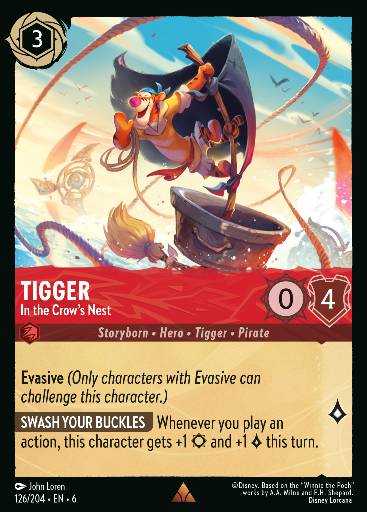 3
TIGGER
In the Crow's Nest
0 4
Storyborn • Hero • Tigger • Pirate
Evasive (Only characters with Evasive can
challenge this character.)
SWASH YOUR BUCKLES Whenever you play an
action, this character gets +1 and +1 this turn.
John Loren
126/204 • EN • 6
©Disney. Based on the "Winnie the Pooh"
works by A.A. Milne and E.H. Shepard.
Disney Lorcana